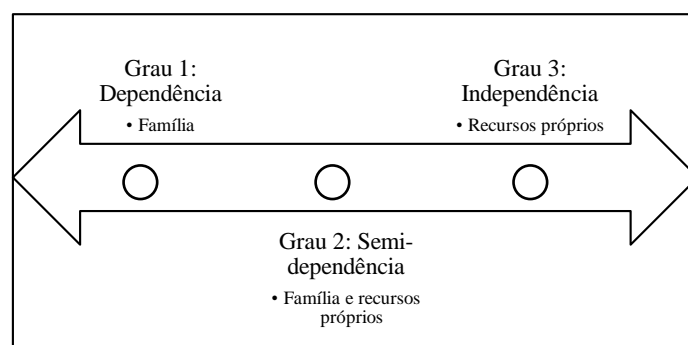 Grau 1:
Dependência
• Família
Grau 3:
Independência
• Recursos próprios
Grau 2: Semi-
dependência
• Família e recursos
próprios